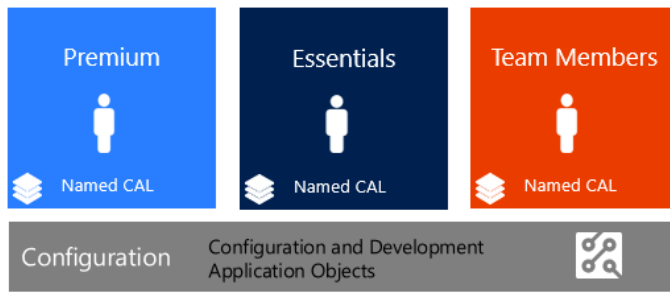 Premium
Essentials
Team Members
Named CAL
Named CAL
Named CAL
Configuration
Configuration and Development
Application Objects